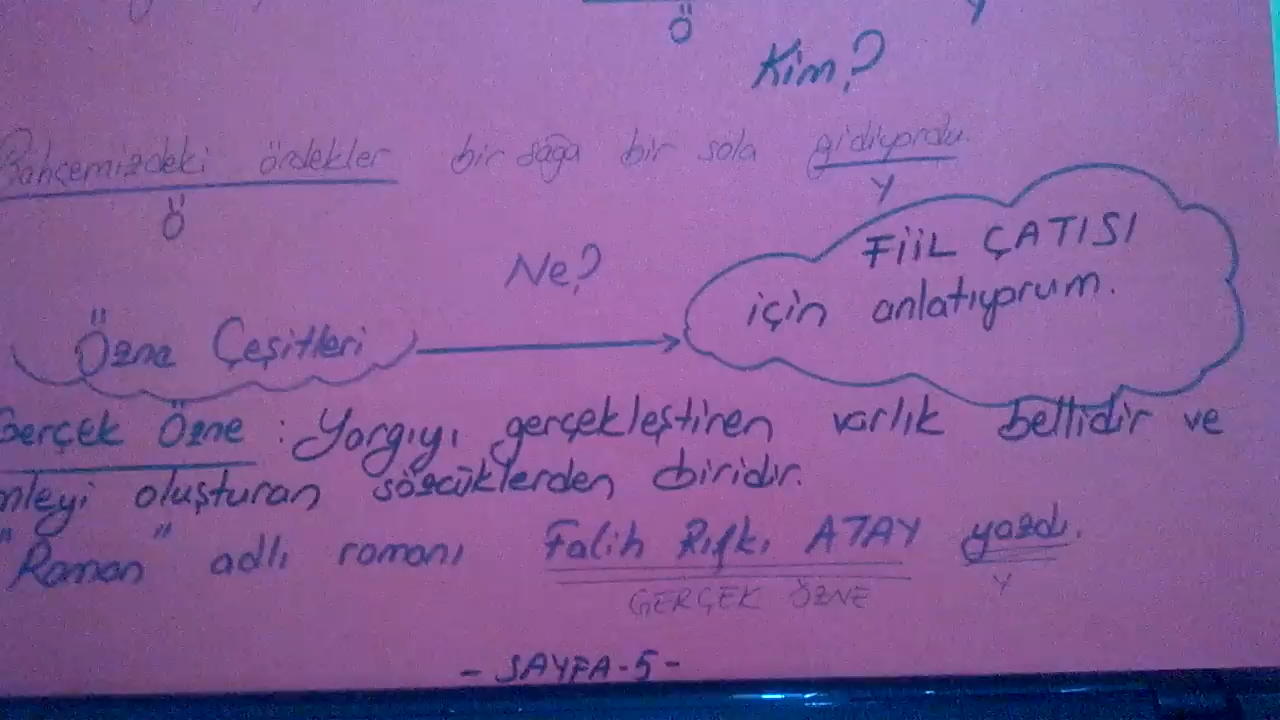 Ö
Kim?
Bahçemizdeki ördekler bir sağa bir sola gidiyordu.
Ö Y
Ne?
FİİL ÇATISI
için anlatıyorum.
Özne Çeşitleri
Gerçek Özne : Yargıyı gerçekleştiren varlık bellidir ve
mleyi oluşturan sözcüklerden biridir.
"Roman" adlı romanı Falih Rıfkı ATAY yazdı.
GERÇEK ÖZNE Y
- SAYFA-5-